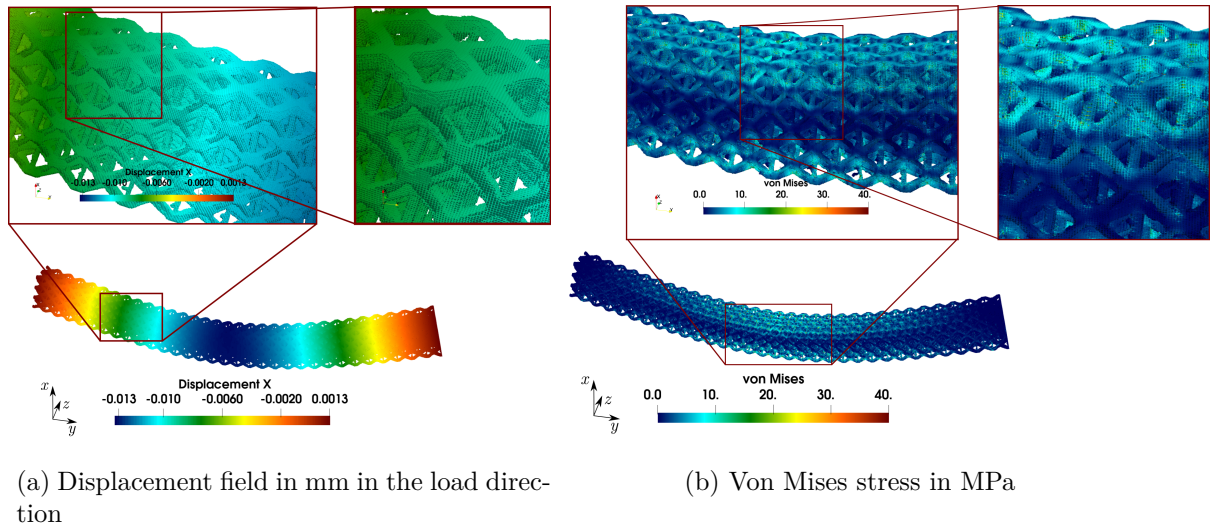 Displacement X
-0.013 -0.010 -0.0060 -0.0020 0.0013
von Mises
0.0 10. 20. 30. 40.
Displacement X
-0.013 -0.010 -0.0060 -0.0020 0.0013
x
z
y
von Mises
0.0 10. 20. 30. 40.
x
z
y
(a) Displacement field in mm in the load direc-
tion
(b) Von Mises stress in MPa